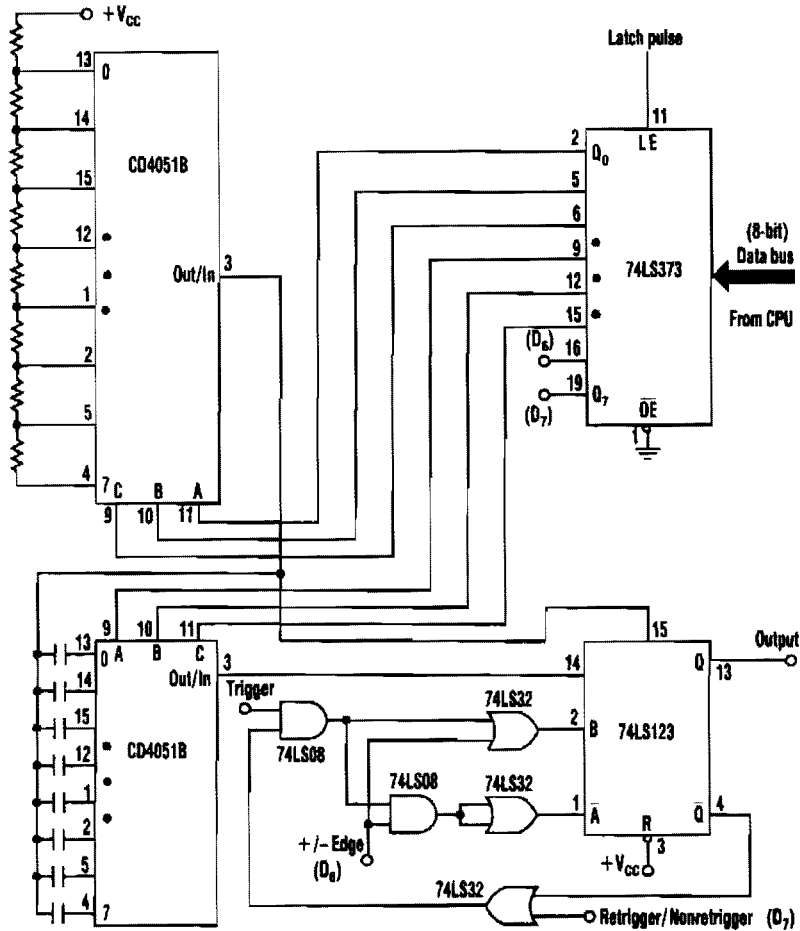 +VCC
13 0
14
CD4051B
15
12
1
2
5
4 7
Out/In 3
C B A
9 10 11
Latch pulse
11
LE
2 Q0
5
6
9
12
15
(D6)
16
19 Q7
(D7)
74LS373
OE
1
(8-bit)
Data bus
From CPU
9 10 11
A B C
13 0
14
15
12
1
2
5
4 7
Out/In 3
CD4051B
Trigger
74LS08
74LS32
74LS08
74LS32
+/- Edge
(D6)
74LS32
15
14
2 B
1 A
74LS123
Q 13
Output
Q 4
R
3
+VCC
Retrigger/Nonretrigger (D7)